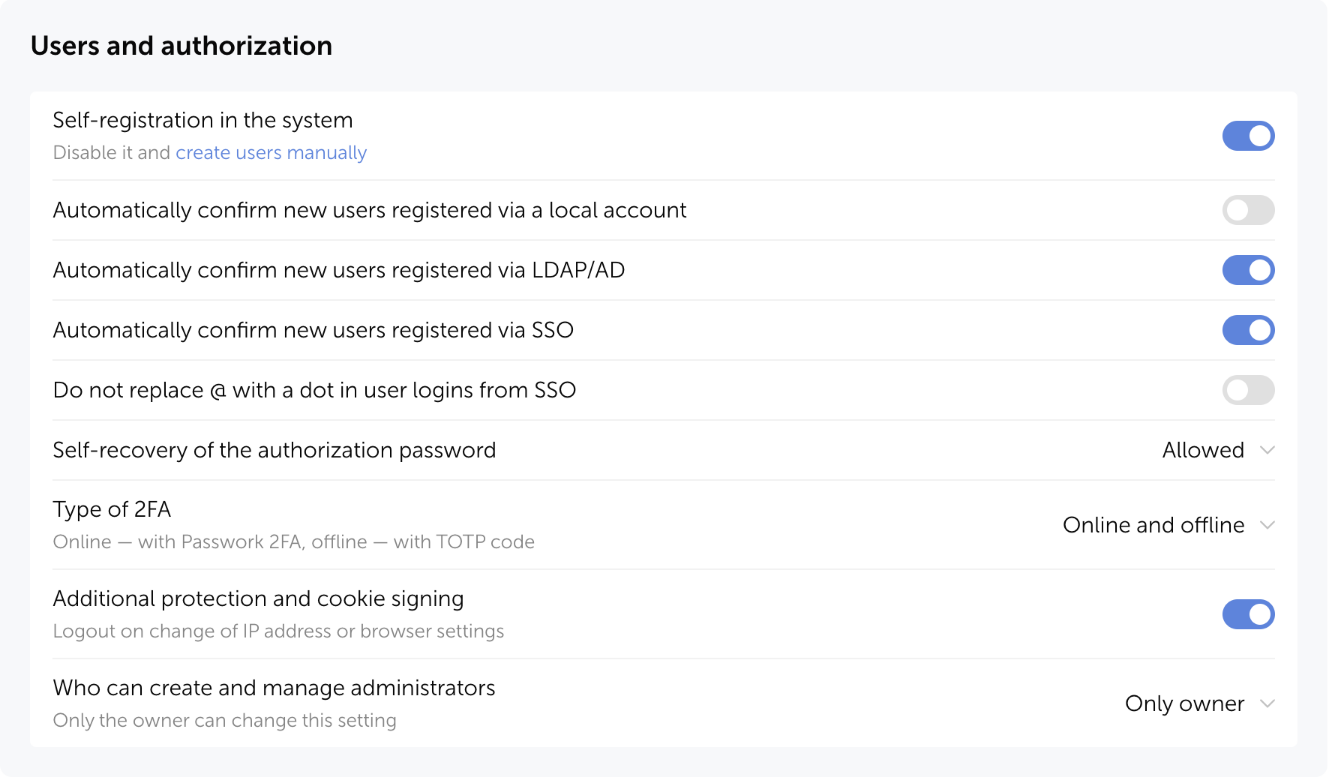 Users and authorization
Self-registration in the system
Disable it and create users manually
Automatically confirm new users registered via a local account
Automatically confirm new users registered via LDAP/AD
Automatically confirm new users registered via SSO
Do not replace @ with a dot in user logins from SSO
Self-recovery of the authorization password
Allowed
Type of 2FA
Online — with Passwork 2FA, offline — with TOTP code
Online and offline
Additional protection and cookie signing
Logout on change of IP address or browser settings
Who can create and manage administrators
Only the owner can change this setting
Only owner